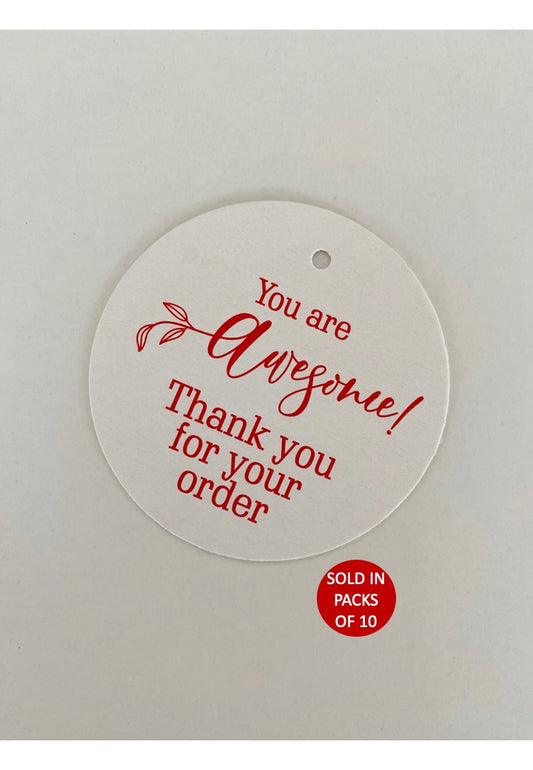 You are
Awesome!
Thank you
for your
order
SOLD IN
PACKS
OF 10